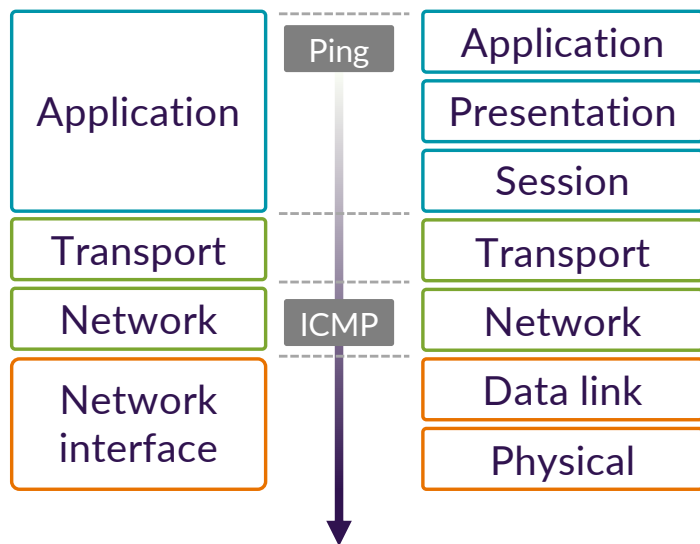 Application
Transport
Network
Network
interface
Ping
ICMP
Application
Presentation
Session
Transport
Network
Data link
Physical